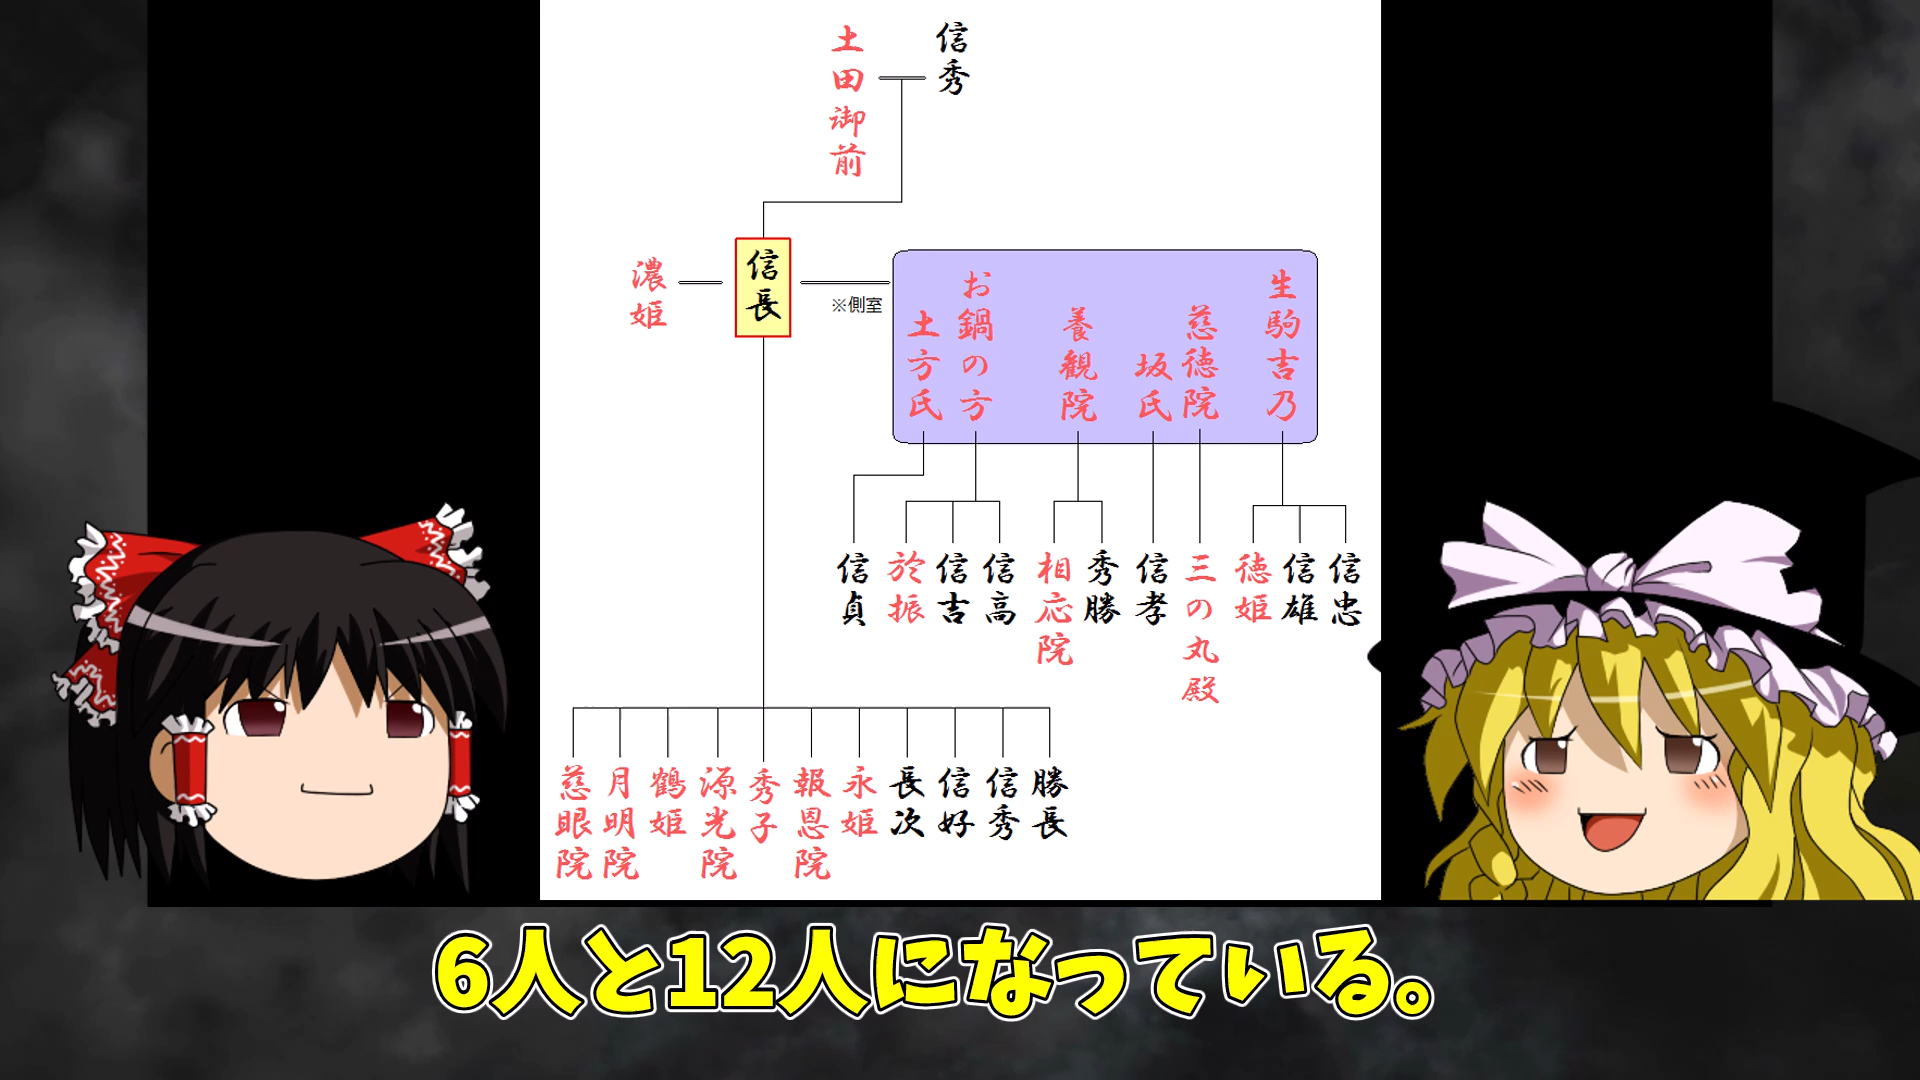 土田御前
信秀
濃姫
信長
※側室
土方氏
お鍋の方
養観院
坂氏
慈徳院
生駒吉乃
信貞
於振
信吉
信高
相応院
秀勝
信孝
三の丸殿
徳姫
信雄
信忠
慈眼院
月明院
鶴姫
源光院
秀子
報恩院
永姫
長次
信好
信秀
勝長
6人と12人になっている。